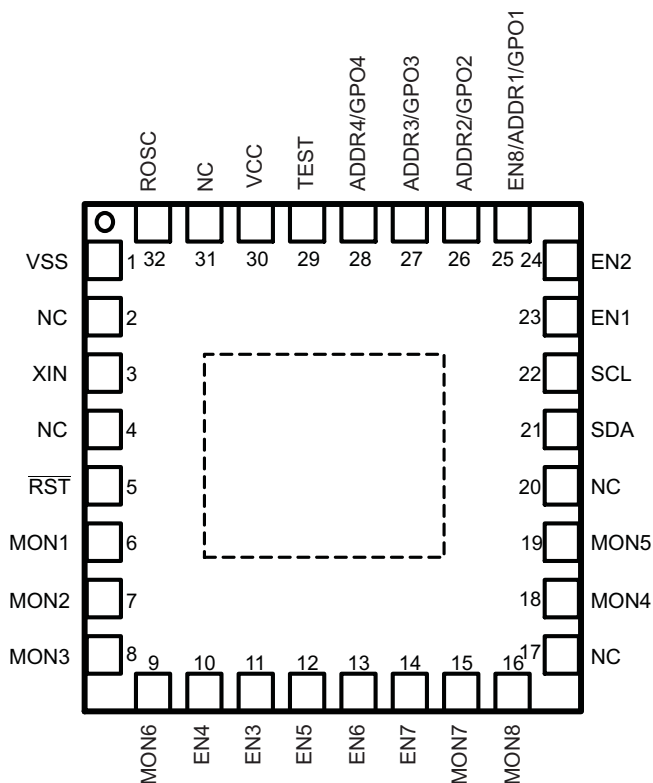 ROSC
NC
VCC
TEST
ADDR4/GPO4
ADDR3/GPO3
ADDR2/GPO2
EN8/ADDR1/GPO1
32 31 30 29 28 27 26 25
VSS 1
NC 2
XIN 3
NC 4
RST 5
MON1 6
MON2 7
MON3 8
24 EN2
23 EN1
22 SCL
21 SDA
20 NC
19 MON5
18 MON4
17 NC
9 10 11 12 13 14 15 16
MON6
EN4
EN3
EN5
EN6
EN7
MON7
MON8